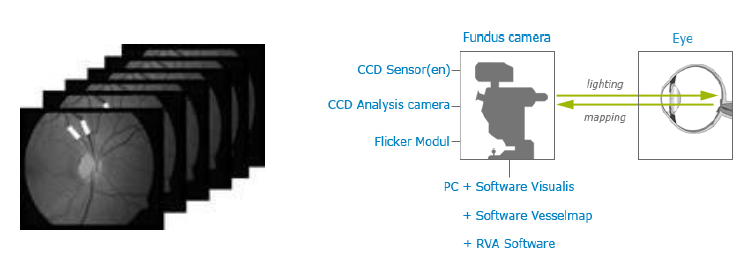 Fundus camera
Eye
CCD Sensor(en)
lighting
CCD Analysis camera
mapping
Flicker Modul
PC + Software Visualis
+ Software Vesselmap
+ RVA Software